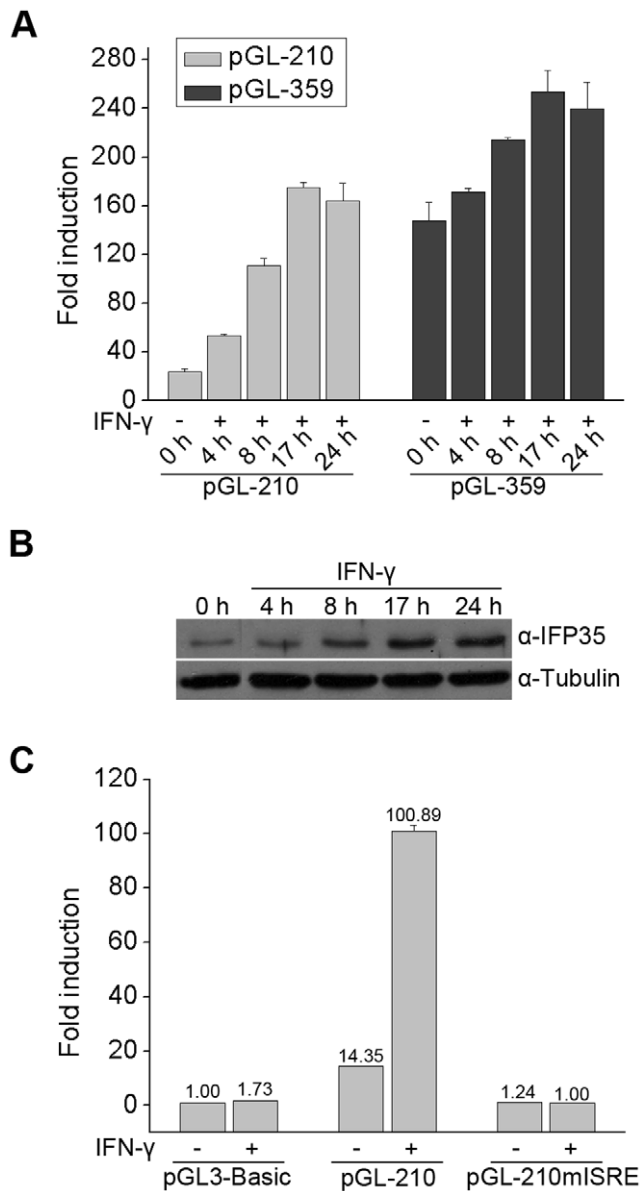 A
pGL-210
pGL-359
280
240
200
160
120
80
40
0
Fold induction
IFN-γ - + + + + - + + + +
0 h 4 h 8 h 17 h 24 h 0 h 4 h 8 h 17 h 24 h
pGL-210 pGL-359
B
IFN-γ
0 h 4 h 8 h 17 h 24 h
α-IFP35
α-Tubulin
C
120
100
80
60
40
20
0
Fold induction
1.00 1.73 14.35 100.89 1.24 1.00
IFN-γ - + - + - +
pGL3-Basic pGL-210 pGL-210mISRE